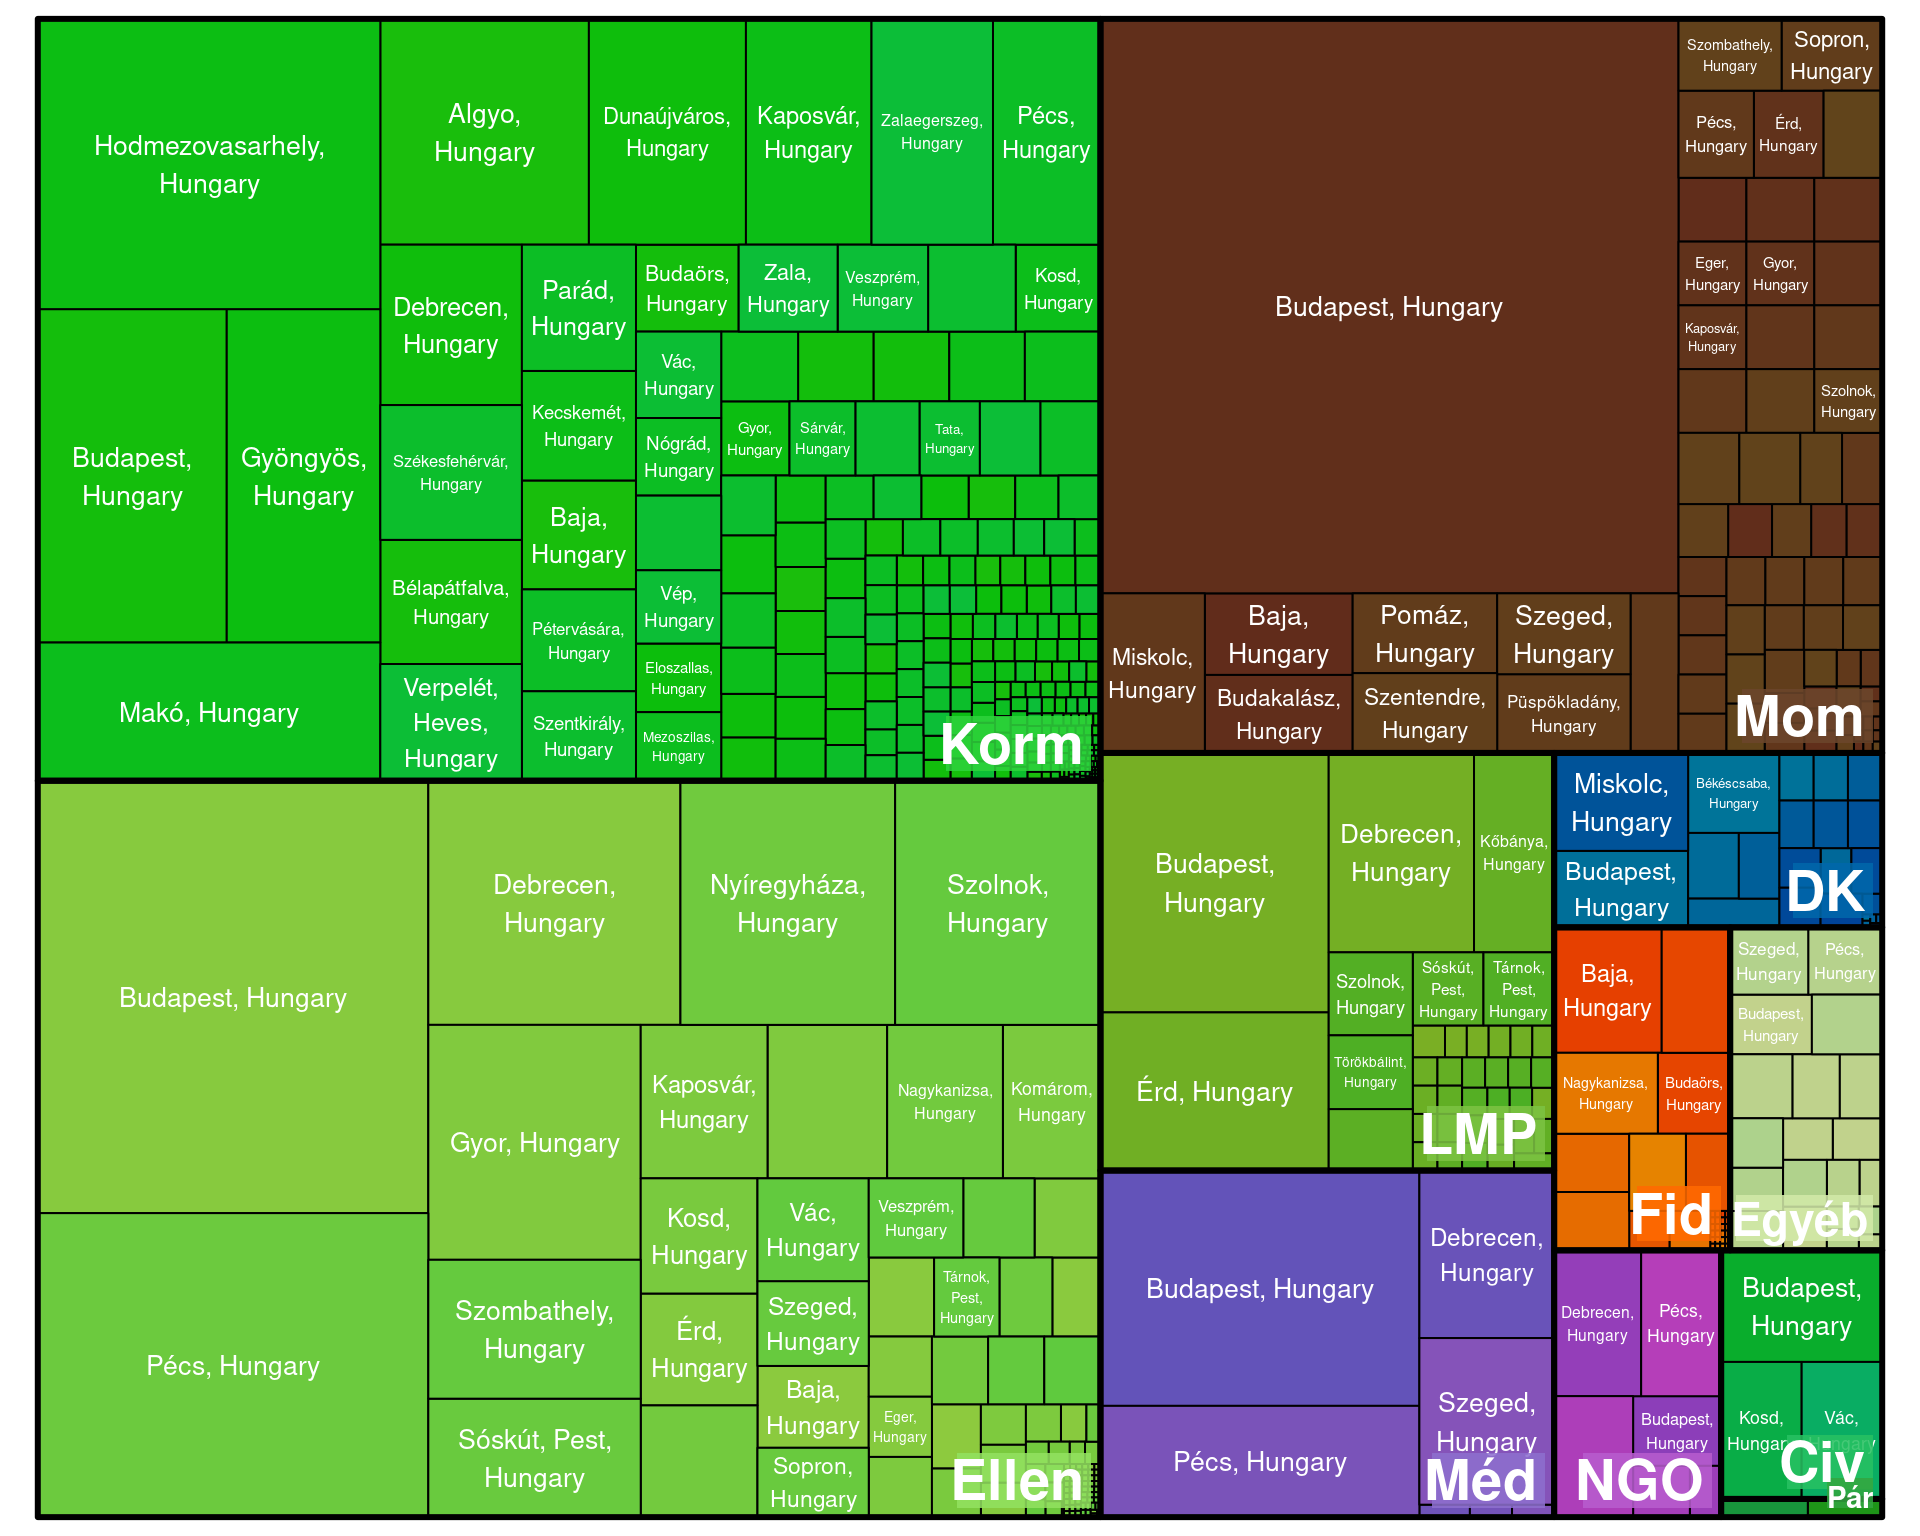 Hodmezovasarhely,
Hungary
Algyo,
Hungary
Dunaújváros,
Hungary
Kaposvár,
Hungary
Zalaegerszeg,
Hungary
Pécs,
Hungary
Budapest,
Hungary
Gyöngyös,
Hungary
Makó, Hungary
Debrecen,
Hungary
Székesfehérvár,
Hungary
Bélapátfalva,
Hungary
Verpelét,
Heves,
Hungary
Parád,
Hungary
Kecskemét,
Hungary
Baja,
Hungary
Pétervására,
Hungary
Szentkirály,
Hungary
Budaörs,
Hungary
Zala,
Hungary
Veszprém,
Hungary
Kosd,
Hungary
Vác,
Hungary
Nógrád,
Hungary
Vép,
Hungary
Eloszallas,
Hungary
Mezoszilas,
Hungary
Gyor,
Hungary
Sárvár,
Hungary
Tata,
Hungary
Korm
Budapest, Hungary
Miskolc,
Hungary
Baja,
Hungary
Budakalász,
Hungary
Pomáz,
Hungary
Szentendre,
Hungary
Szeged,
Hungary
Püspökladány,
Hungary
Szombathely,
Hungary
Sopron,
Hungary
Pécs,
Hungary
Érd,
Hungary
Eger,
Hungary
Gyor,
Hungary
Kaposvár,
Hungary
Szolnok,
Hungary
Mom
Budapest, Hungary
Pécs, Hungary
Debrecen,
Hungary
Nyíregyháza,
Hungary
Szolnok,
Hungary
Gyor, Hungary
Szombathely,
Hungary
Sóskút, Pest,
Hungary
Kaposvár,
Hungary
Nagykanizsa,
Hungary
Komárom,
Hungary
Kosd,
Hungary
Érd,
Hungary
Vác,
Hungary
Szeged,
Hungary
Baja,
Hungary
Sopron,
Hungary
Veszprém,
Hungary
Tárnok,
Pest,
Hungary
Eger,
Hungary
Ellen
Budapest,
Hungary
Érd, Hungary
Debrecen,
Hungary
Kőbánya,
Hungary
Szolnok,
Hungary
Sóskút,
Pest,
Hungary
Tárnok,
Pest,
Hungary
Törökbálint,
Hungary
LMP
Budapest, Hungary
Pécs, Hungary
Debrecen,
Hungary
Szeged,
Hungary
Méd
Miskolc,
Hungary
Budapest,
Hungary
Békéscsaba,
Hungary
DK
Baja,
Hungary
Nagykanizsa,
Hungary
Budaörs,
Hungary
Fid
Szeged,
Hungary
Pécs,
Hungary
Budapest,
Hungary
Egyéb
Debrecen,
Hungary
Pécs,
Hungary
Budapest,
Hungary
NGO
Budapest,
Hungary
Kosd,
Hungary
Vác,
Hungary
Civ
Pár